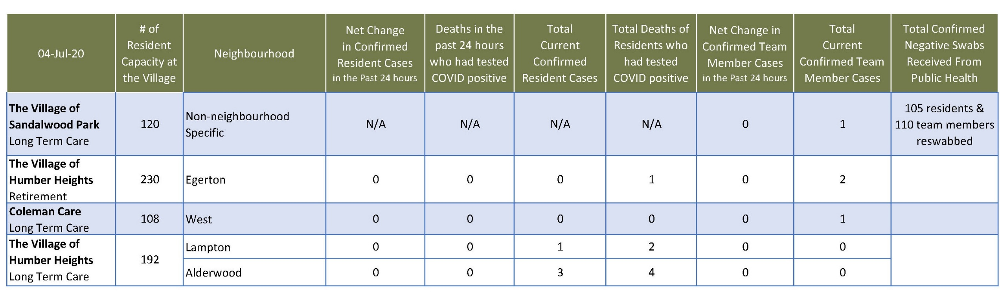 04-Jul-20
# of
Resident
Capacity at
the Village
Neighbourhood
Net Change
in Confirmed
Resident Cases
in the Past 24 hours
Deaths in the
past 24 hours
who had tested
COVID positive
Total
Current
Confirmed
Resident Cases
Total Deaths of
Residents who
had tested
COVID positive
Net Change in
Confirmed Team
Member Cases
in the Past 24 hours
Total
Current
Confirmed Team
Member Cases
Total Confirmed
Negative Swabs
Received From
Public Health
The Village of
Sandalwood Park
Long Term Care
120
Non-neighbourhood
Specific
N/A
N/A
N/A
N/A
0
1
105 residents &
110 team members
reswabbed
The Village of
Humber Heights
Retirement
230
Egerton
0
0
0
1
0
2
Coleman Care
Long Term Care
108
West
0
0
0
0
0
1
The Village of
Humber Heights
Long Term Care
192
Lampton
0
0
1
2
0
0
Alderwood
0
0
3
4
0
0